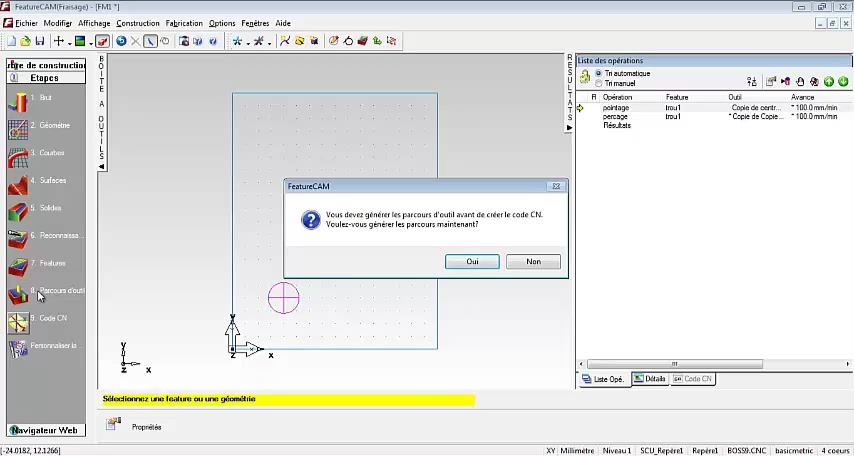 FeatureCAM(Fraisage) - [FM1 *]
Fichier Modifier Affichage Construction Fabrication Options Fenêtres Aide
de construction
Etapes
1. Brut
2. Géométrie
3. Courbes
4. Surfaces
5. Solides
6. Reconnaissa...
7. Features
8. Parcours d'outil
9. Code CN
Personnaliser la ...
Navigateur Web
BOITE A OUTILS
Y
Z
X
Y
Z
X
FeatureCAM
Vous devez générer les parcours d'outil avant de créer le code CN.
Voulez-vous générer les parcours maintenant?
Oui
Non
Sélectionnez une feature ou une géométrie
Propriétés
RESULTATS
Liste des opérations
Tri automatique
Tri manuel
R Opération Feature Outil Avance
pointage trou1 Copie de centr... * 100.0 mm/min
percage trou1 * Copie de Copie... * 100.0 mm/min
Résultats
Liste Opé. Détails Code CN
[-24.0182, 12.1266] XY Millimètre Niveau 1 SCU_Repère1 Repère1 BOSS9.CNC basicmetric 4 coeurs